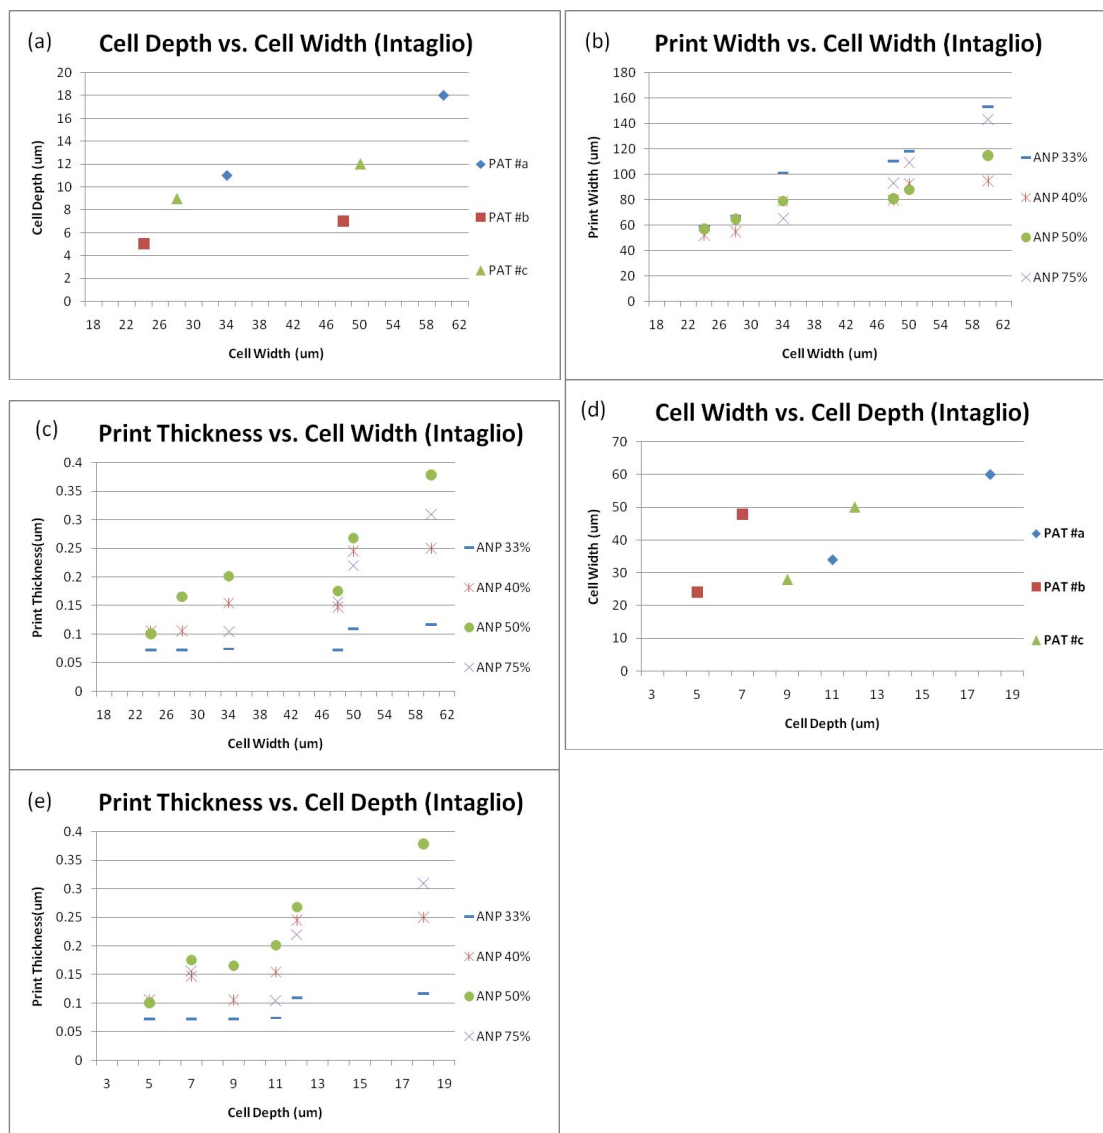 (a)
Cell Depth vs. Cell Width (Intaglio)
Cell Depth (um)
20
18
16
14
12
10
8
6
4
2
0
18 22 26 30 34 38 42 46 50 54 58 62
Cell Width (um)
PAT #a
PAT #b
PAT #c
(b)
Print Width vs. Cell Width (Intaglio)
Print Width (um)
180
160
140
120
100
80
60
40
20
0
18 22 26 30 34 38 42 46 50 54 58 62
Cell Width (um)
ANP 33%
ANP 40%
ANP 50%
ANP 75%
(c)
Print Thickness vs. Cell Width (Intaglio)
Print Thickness(um)
0.4
0.35
0.3
0.25
0.2
0.15
0.1
0.05
0
18 22 26 30 34 38 42 46 50 54 58 62
Cell Width (um)
ANP 33%
ANP 40%
ANP 50%
ANP 75%
(d)
Cell Width vs. Cell Depth (Intaglio)
Cell Width (um)
70
60
50
40
30
20
10
0
3 5 7 9 11 13 15 17 19
Cell Depth (um)
PAT #a
PAT #b
PAT #c
(e)
Print Thickness vs. Cell Depth (Intaglio)
Print Thickness(um)
0.4
0.35
0.3
0.25
0.2
0.15
0.1
0.05
0
3 5 7 9 11 13 15 17 19
Cell Depth (um)
ANP 33%
ANP 40%
ANP 50%
ANP 75%